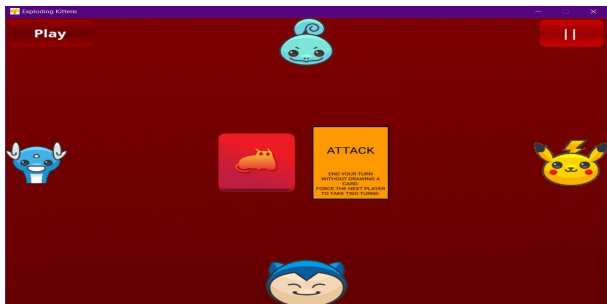 Exploding Kittens
Play
ATTACK
END YOUR TURN
WITHOUT DRAWING A
CARD.
FORCE THE NEXT PLAYER
TO TAKE TWO TURNS.